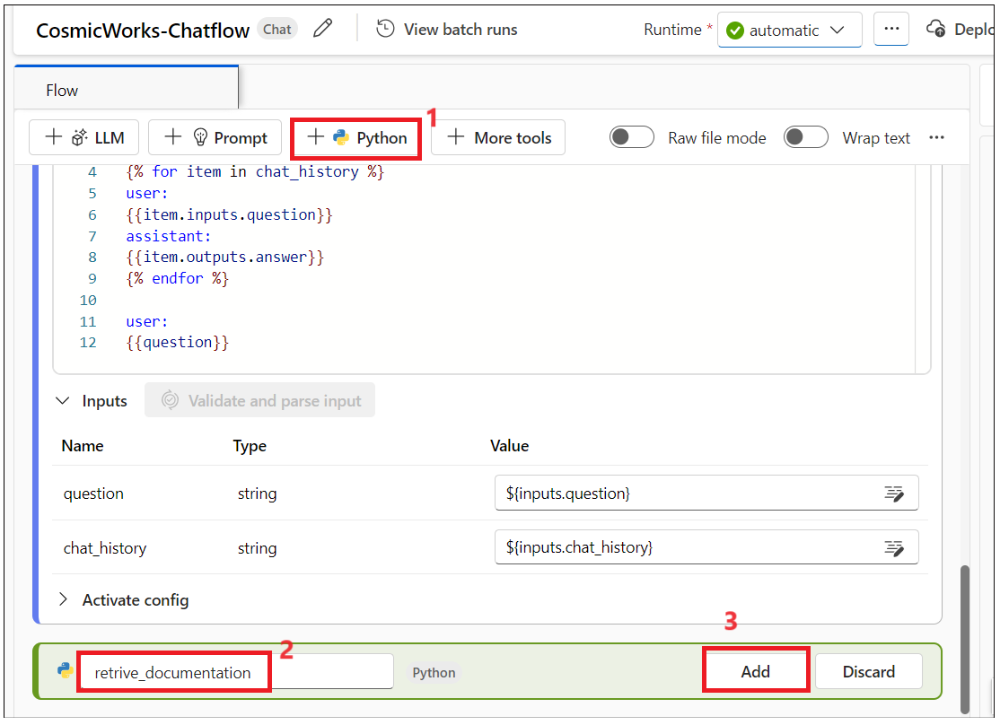 CosmicWorks-Chatflow Chat View batch runs Runtime * automatic ... Deplo
Flow
+ LLM + Prompt + Python 1 + More tools Raw file mode Wrap text ...
4 {% for item in chat_history %}
5 user:
6 {{item.inputs.question}}
7 assistant:
8 {{item.outputs.answer}}
9 {% endfor %}
10
11 user:
12 {{question}}
Inputs Validate and parse input
Name Type Value
question string ${inputs.question}
chat_history string ${inputs.chat_history}
Activate config
2 3
retrive_documentation Python Add Discard